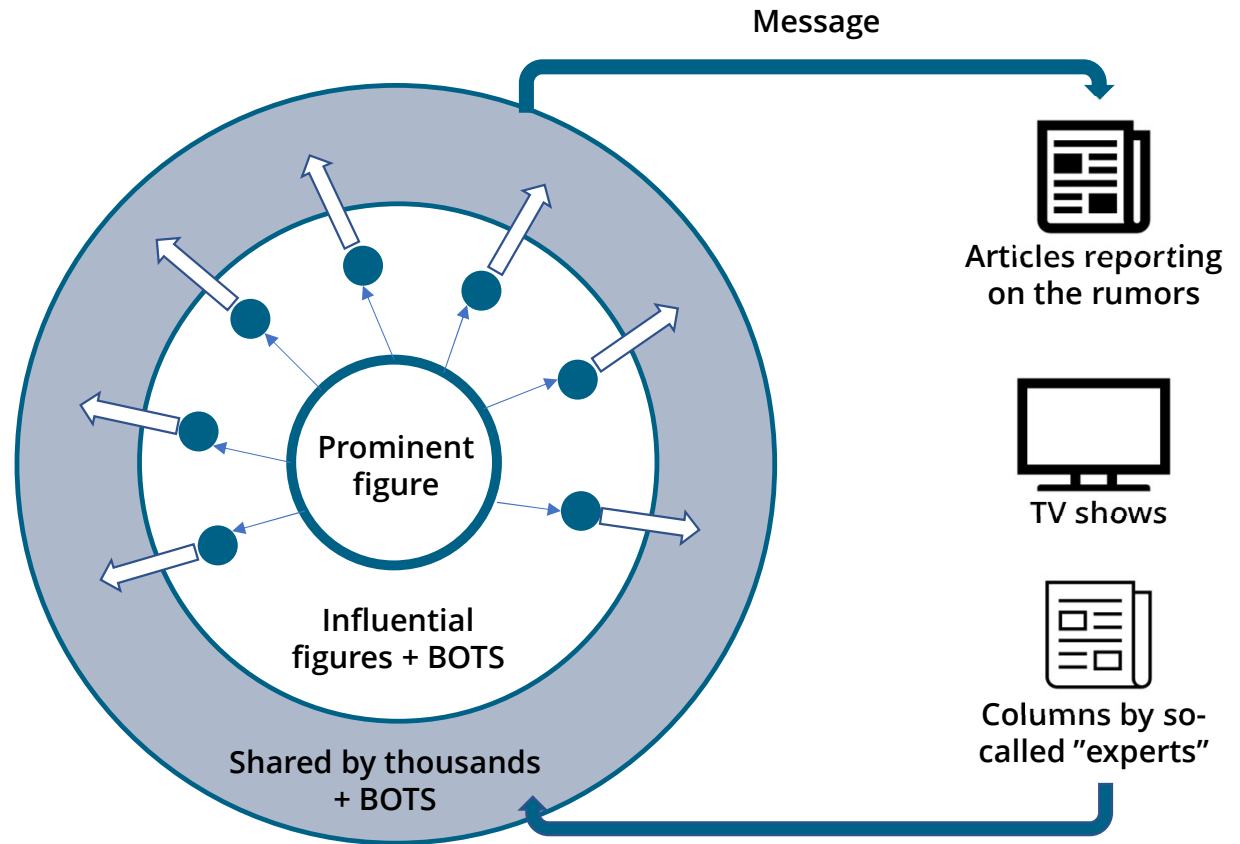 Message
Articles reporting
on the rumors
TV shows
Columns by so-
called ”experts”
Prominent
figure
Influential
figures + BOTS
Shared by thousands
+ BOTS